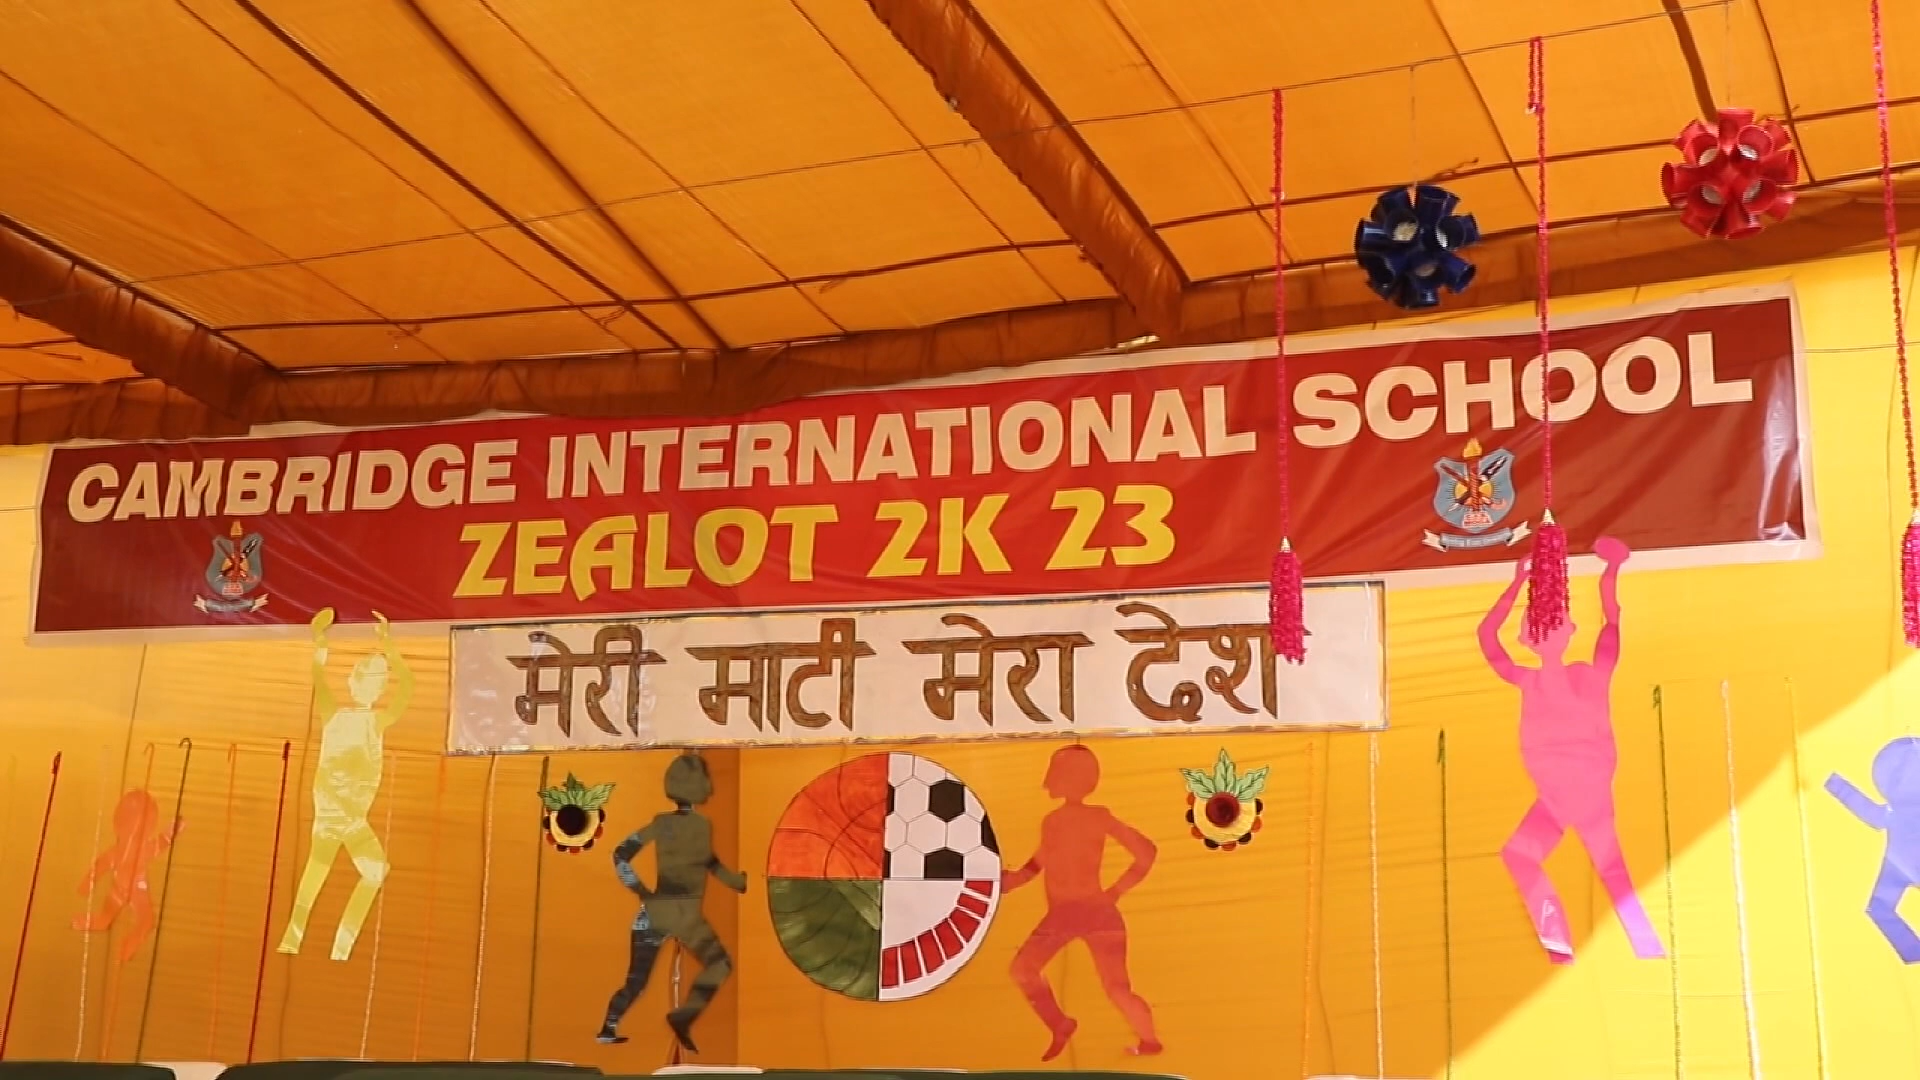 CAMBRIDGE INTERNATIONAL SCHOOL
ZEALOT 2K 23
मेरी माटी मेरा देश